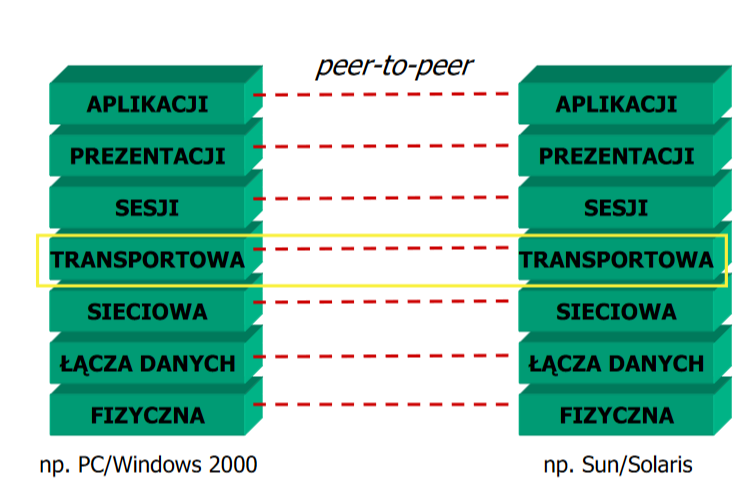 peer-to-peer
APLIKACJI
PREZENTACJI
SESJI
TRANSPORTOWA
SIECIOWA
ŁĄCZA DANYCH
FIZYCZNA
np. PC/Windows 2000
APLIKACJI
PREZENTACJI
SESJI
TRANSPORTOWA
SIECIOWA
ŁĄCZA DANYCH
FIZYCZNA
np. Sun/Solaris